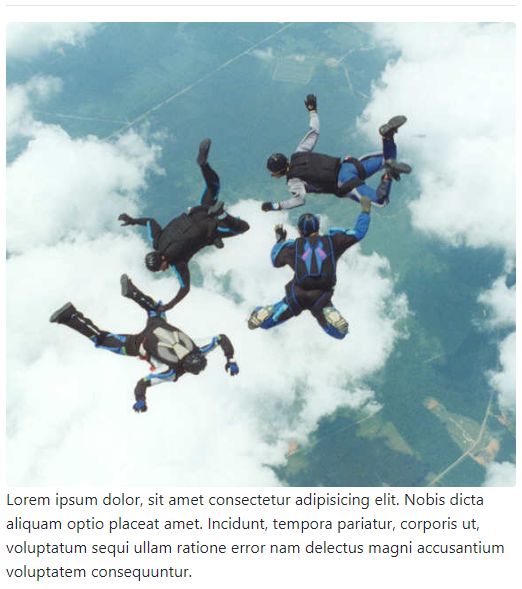 Lorem ipsum dolor, sit amet consectetur adipisicing elit. Nobis dicta
aliquam optio placeat amet. Incidunt, tempora pariatur, corporis ut,
voluptatum sequi ullam ratione error nam delectus magni accusantium
voluptatem consequuntur.